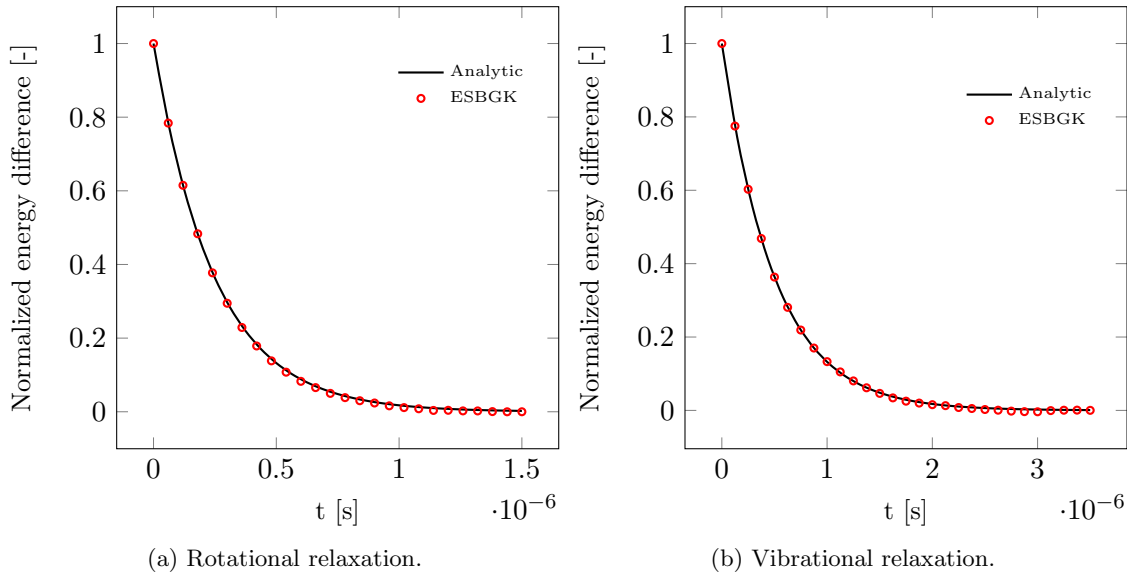 Normalized energy difference [-]
1
0.8
0.6
0.4
0.2
0
0
0.5
1
1.5
·10⁻⁶
t [s]
Analytic
ESBGK
(a) Rotational relaxation.
Normalized energy difference [-]
1
0.8
0.6
0.4
0.2
0
0
1
2
3
·10⁻⁶
t [s]
Analytic
ESBGK
(b) Vibrational relaxation.